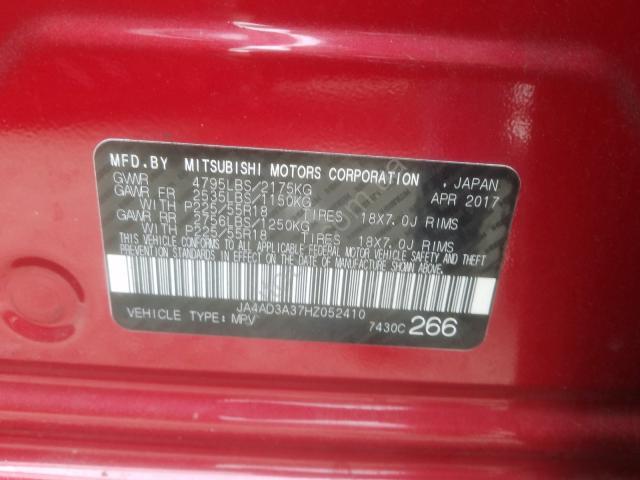 MFD.BY MITSUBISHI MOTORS CORPORATION , JAPAN
GVWR 4795LBS/2175KG APR 2017
GAWR FR 2535LBS/1150KG
WITH P225/55R18 TIRES 18X7.0J RIMS
GAWR RR 2756LBS/1250KG
WITH P225/55R18 TIRES 18X7.0J RIMS
THIS VEHICLE CONFORMS TO ALL APPLICABLE
FEDERAL MOTOR VEHICLE SAFETY AND THEFT
PREVENTION STANDARDS IN EFFECT ON THE DATE
OF MANUFACTURE SHOWN ABOVE.
JA4AD3A37HZ052410
VEHICLE TYPE: MPV 7430C 266